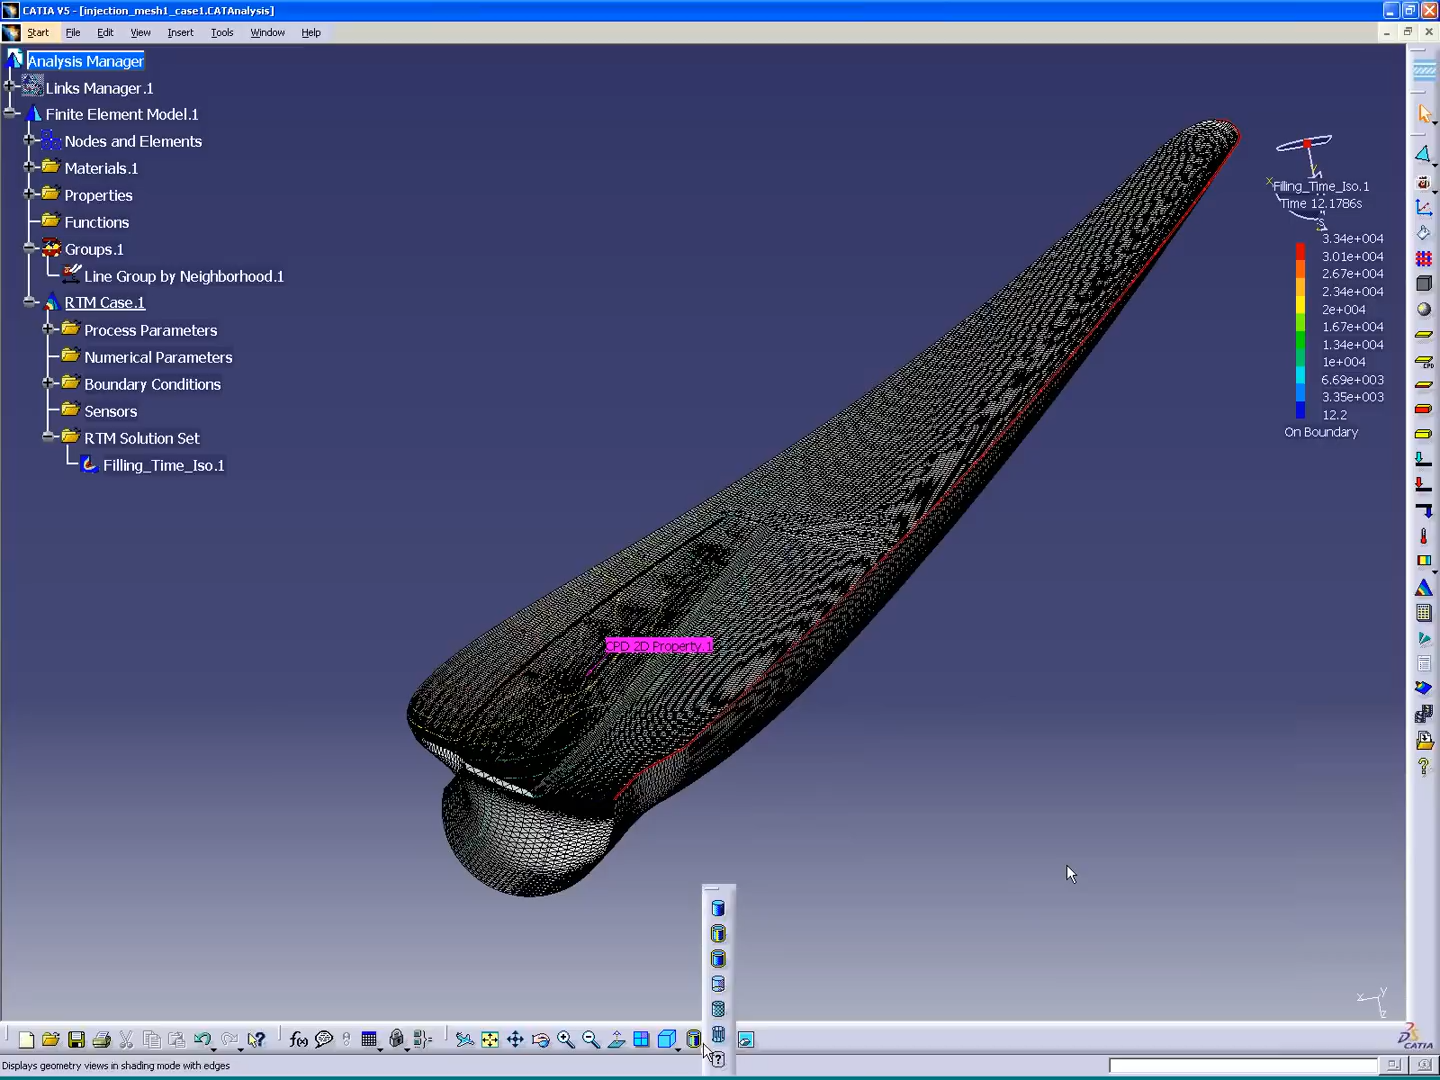 CATIA V5 - [injection_mesh1_case1.CATAnalysis]
Start File Edit View Insert Tools Window Help
Analysis Manager
Links Manager.1
Finite Element Model.1
Nodes and Elements
Materials.1
Properties
Functions
Groups.1
Line Group by Neighborhood.1
RTM Case.1
Process Parameters
Numerical Parameters
Boundary Conditions
Sensors
RTM Solution Set
Filling_Time_Iso.1
Filling_Time_Iso.1
Time 12.1786s
3.34e+004
3.01e+004
2.67e+004
2.34e+004
2e+004
1.67e+004
1.34e+004
1e+004
6.69e+003
3.35e+003
12.2
On Boundary
CPD 2D Property.1
CATIA
Displays geometry views in shading mode with edges